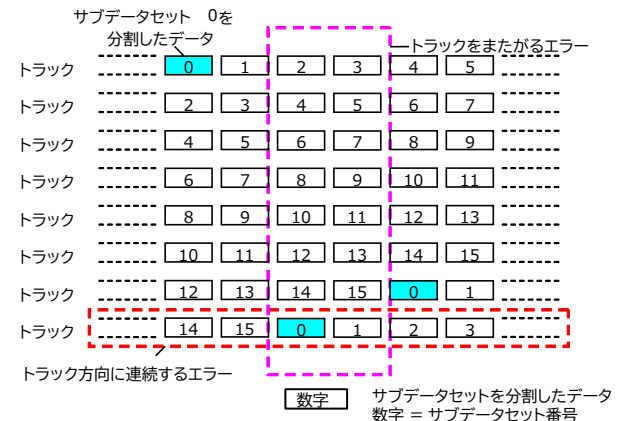 サブデータセット 0を
分割したデータ
トラックをまたがるエラー
トラック 0 1 2 3 4 5
トラック 2 3 4 5 6 7
トラック 4 5 6 7 8 9
トラック 6 7 8 9 10 11
トラック 8 9 10 11 12 13
トラック 10 11 12 13 14 15
トラック 12 13 14 15 0 1
トラック 14 15 0 1 2 3
トラック方向に連続するエラー
数字 サブデータセットを分割したデータ
数字 = サブデータセット番号